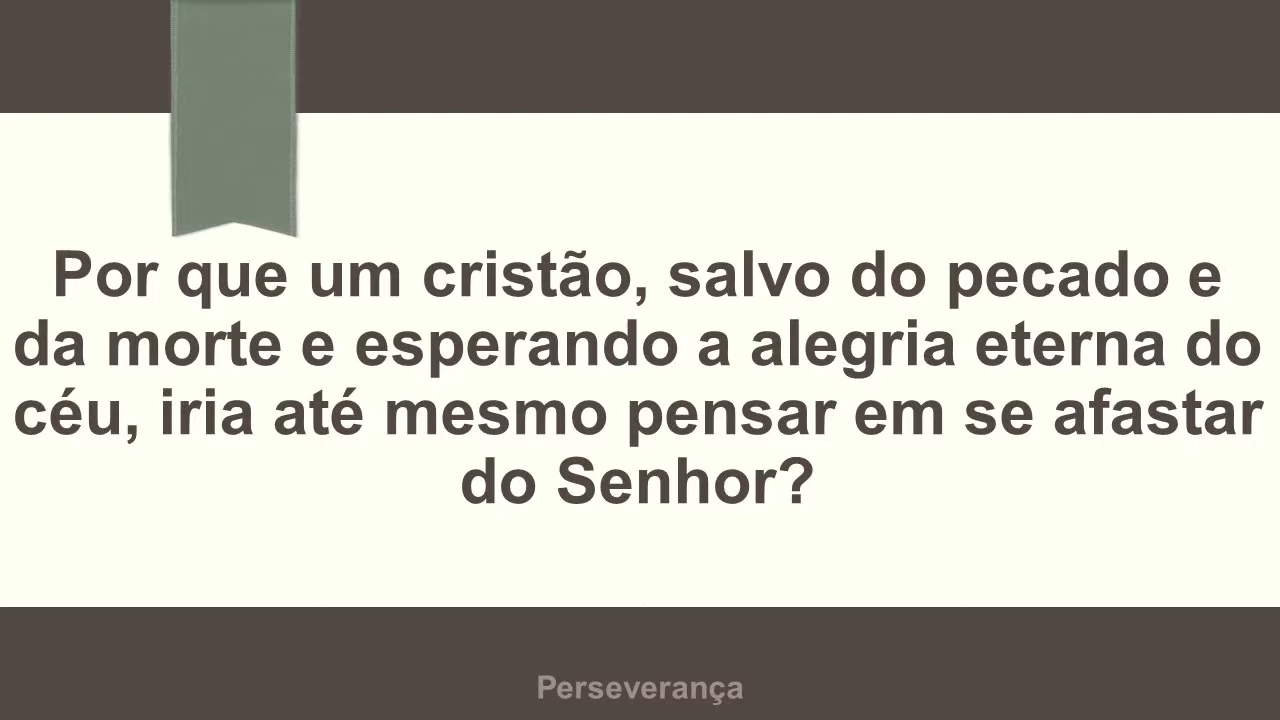 Por que um cristão, salvo do pecado e
da morte e esperando a alegria eterna do
céu, iria até mesmo pensar em se afastar
do Senhor?
Perseverança